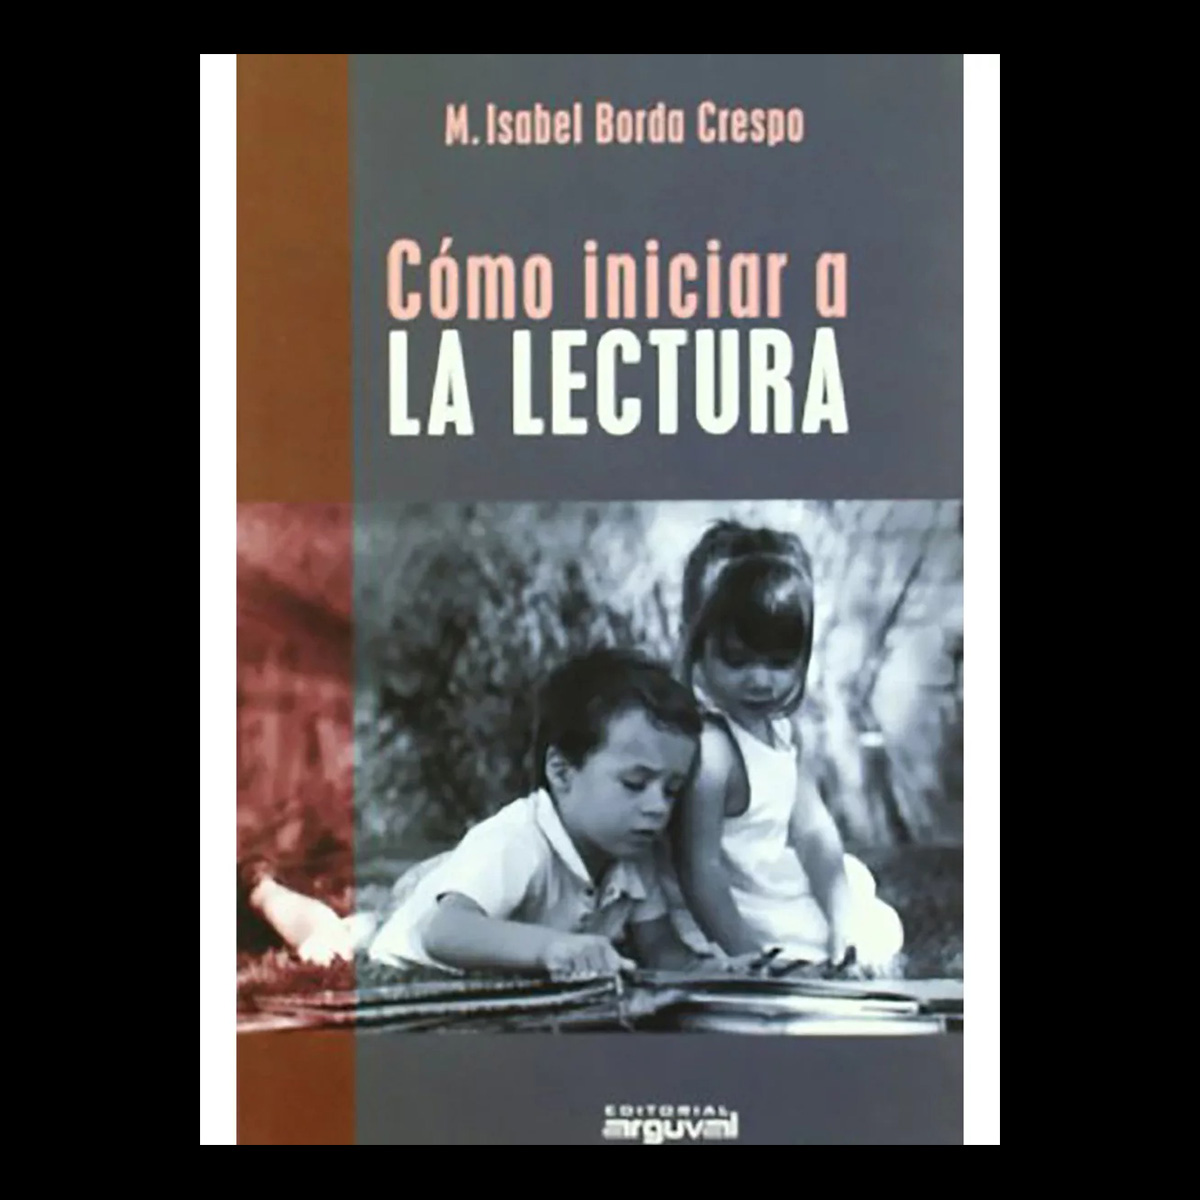 M. Isabel Borda Crespo
Cómo iniciar a
LA LECTURA
EDITORIAL
arguval